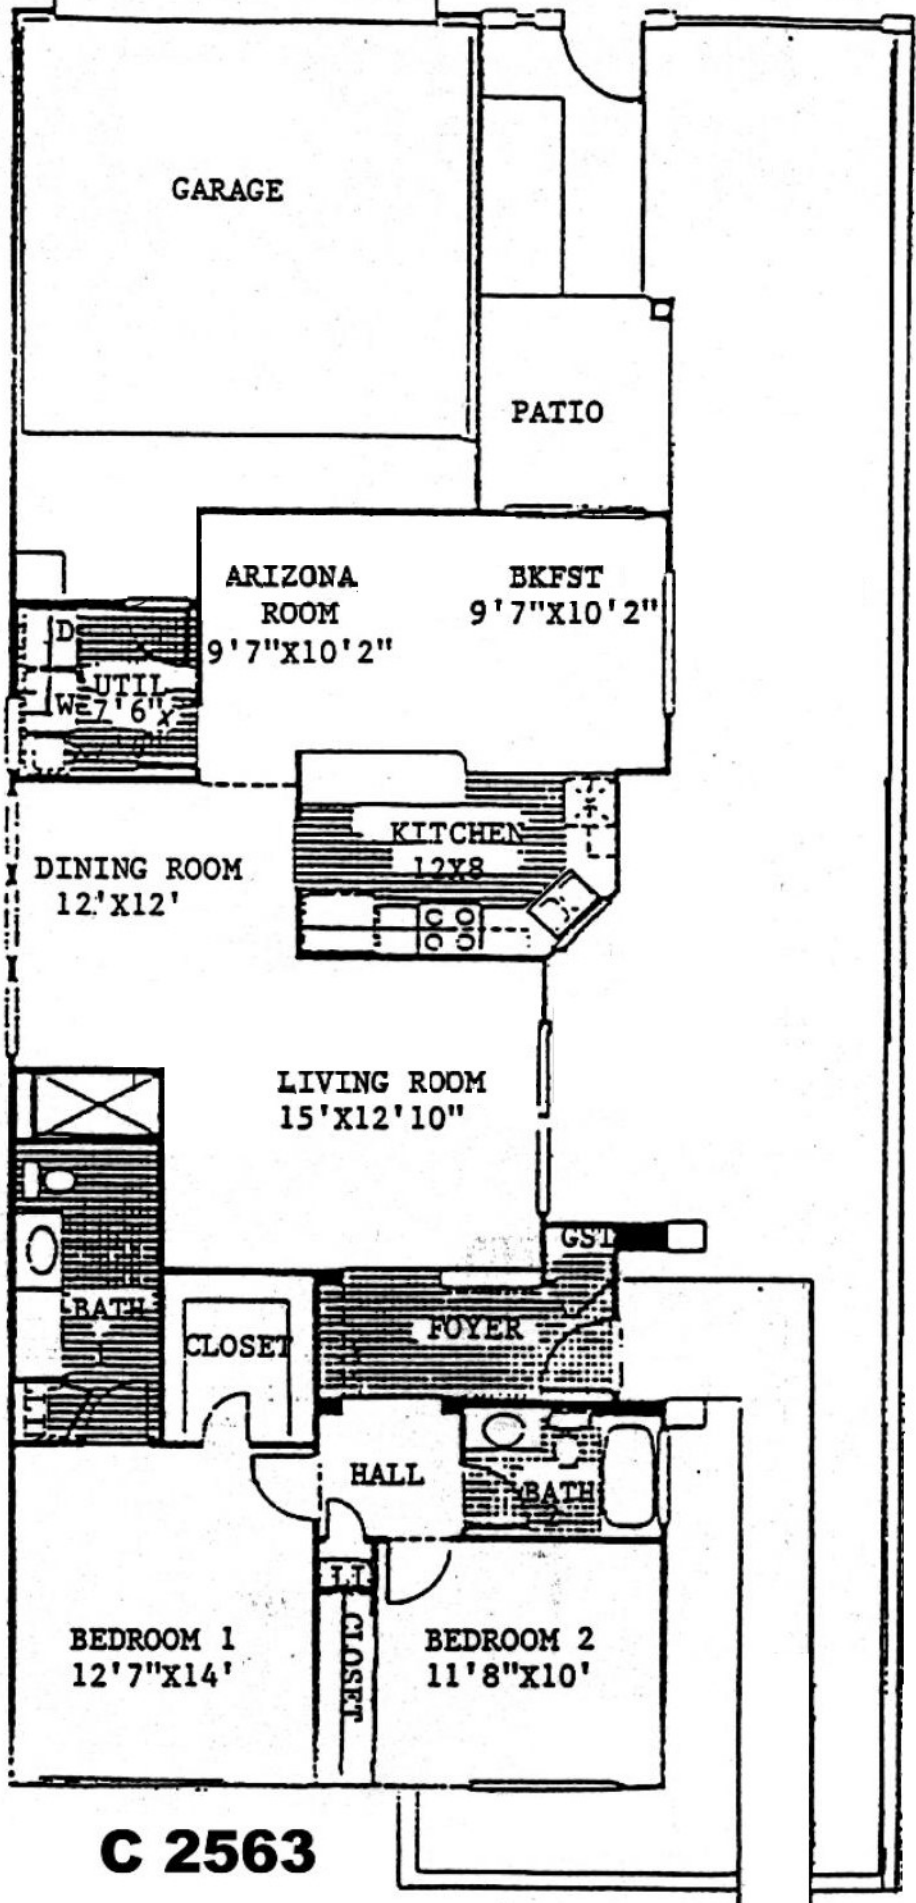 GARAGE
PATIO
ARIZONA
ROOM
9'7"X10'2"
BKFST
9'7"X10'2"
D
W
UTIL
7'6"x
KITCHEN
12X8
DINING ROOM
12'X12'
LIVING ROOM
15'X12'10"
GST
FOYER
BATH
CLOSET
HALL
BATH
2
LI
CLOSET
BEDROOM 1
12'7"X14'
BEDROOM 2
11'8"X10'
C 2563